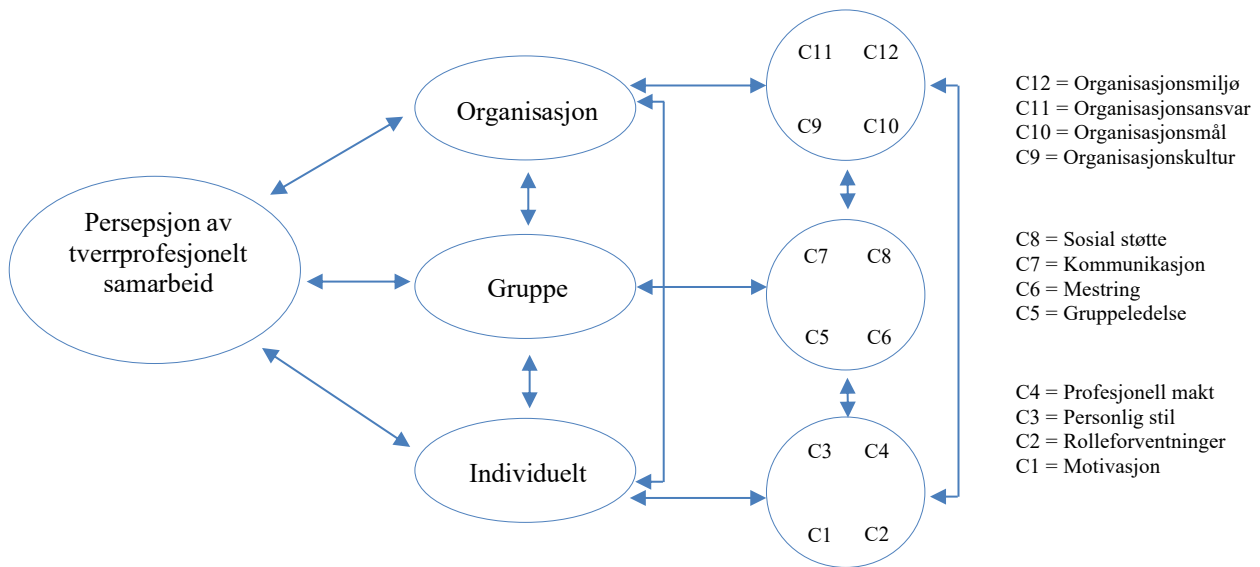 Persepsjon av
tverrprofesjonelt
samarbeid
Organisasjon
Gruppe
Individuelt
C11 C12
C9 C10
C7 C8
C5 C6
C3 C4
C1 C2
C12 = Organisasjonsmiljø
C11 = Organisasjonsansvar
C10 = Organisasjonsmål
C9 = Organisasjonskultur
C8 = Sosial støtte
C7 = Kommunikasjon
C6 = Mestring
C5 = Gruppeledelse
C4 = Profesjonell makt
C3 = Personlig stil
C2 = Rolleforventninger
C1 = Motivasjon